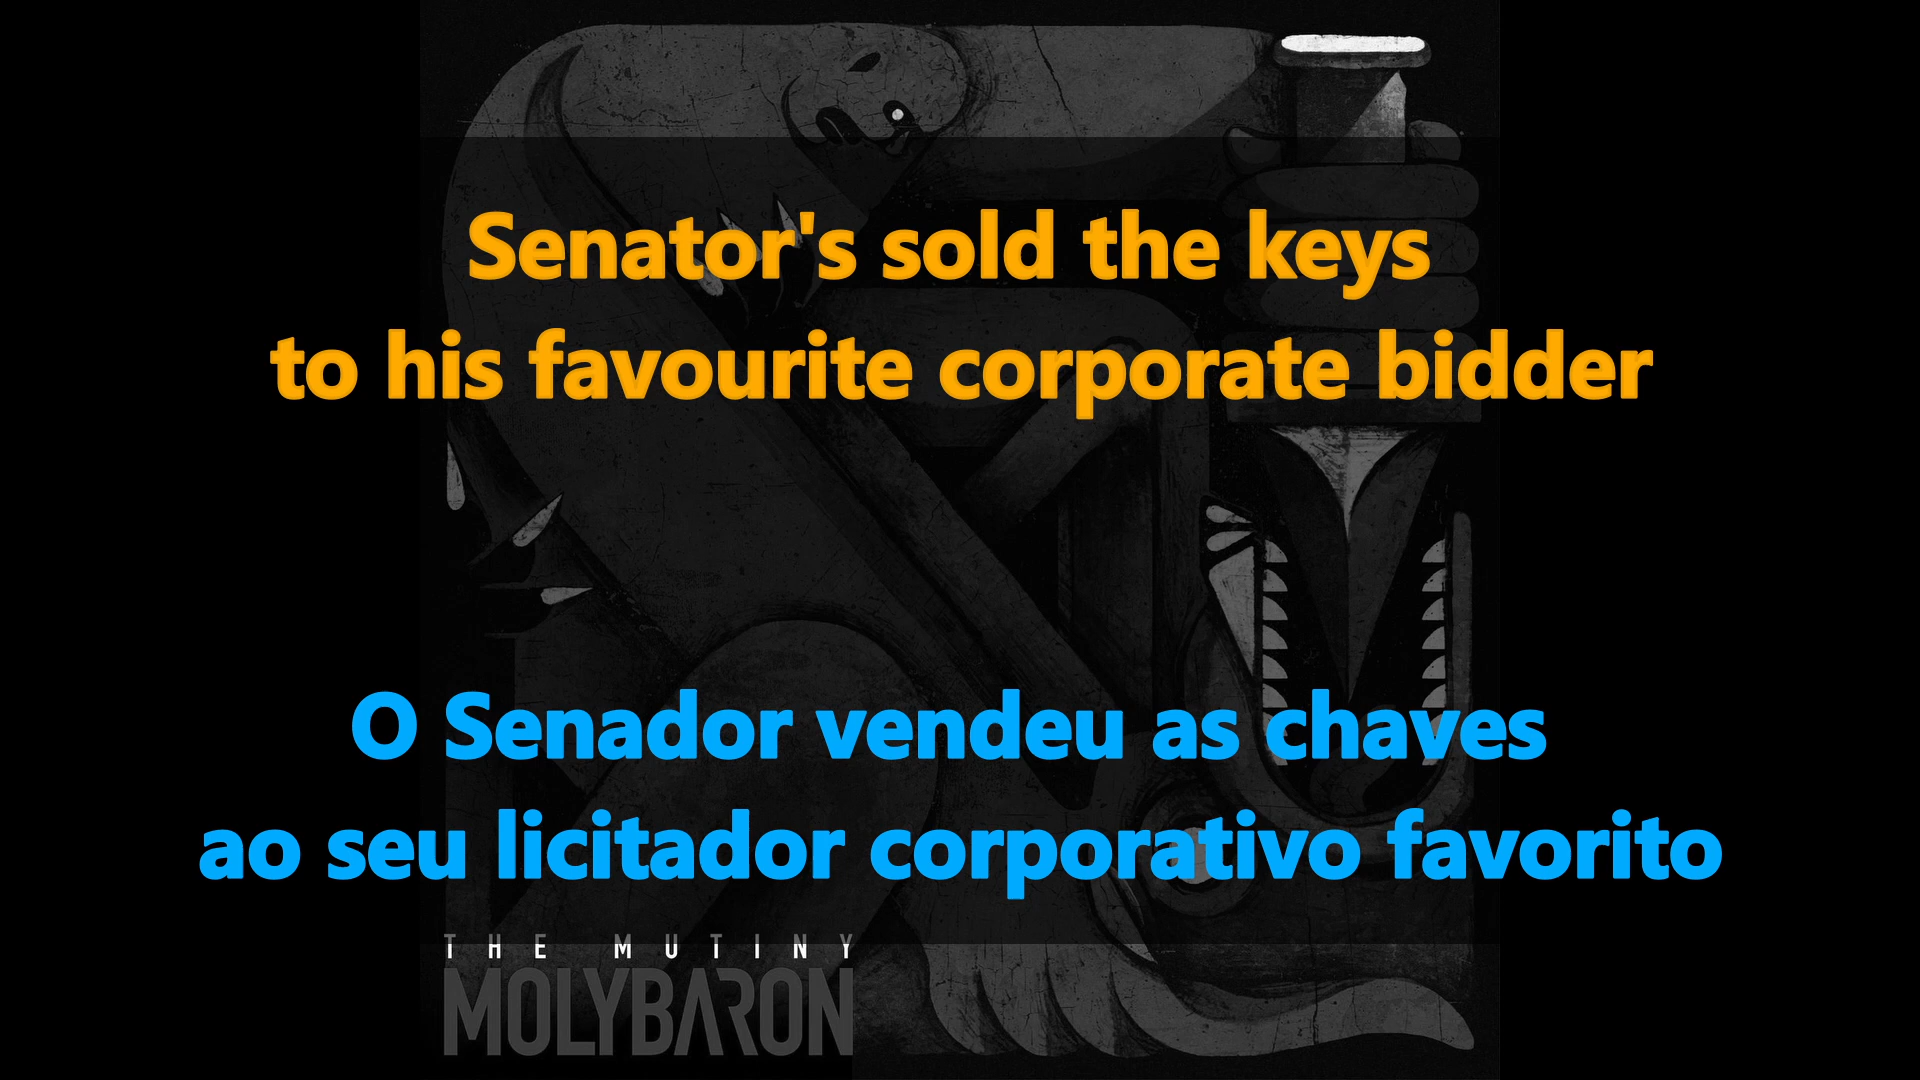 Senator's sold the keys
to his favourite corporate bidder
O Senador vendeu as chaves
ao seu licitador corporativo favorito
THE MUTINY
MOLYBARON